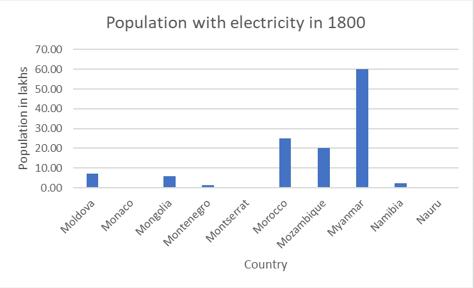 Population with electricity in 1800
Population in lakhs
70.00
60.00
50.00
40.00
30.00
20.00
10.00
0.00
Moldova
Monaco
Mongolia
Montenegro
Montserrat
Morocco
Mozambique
Myanmar
Namibia
Nauru
Country